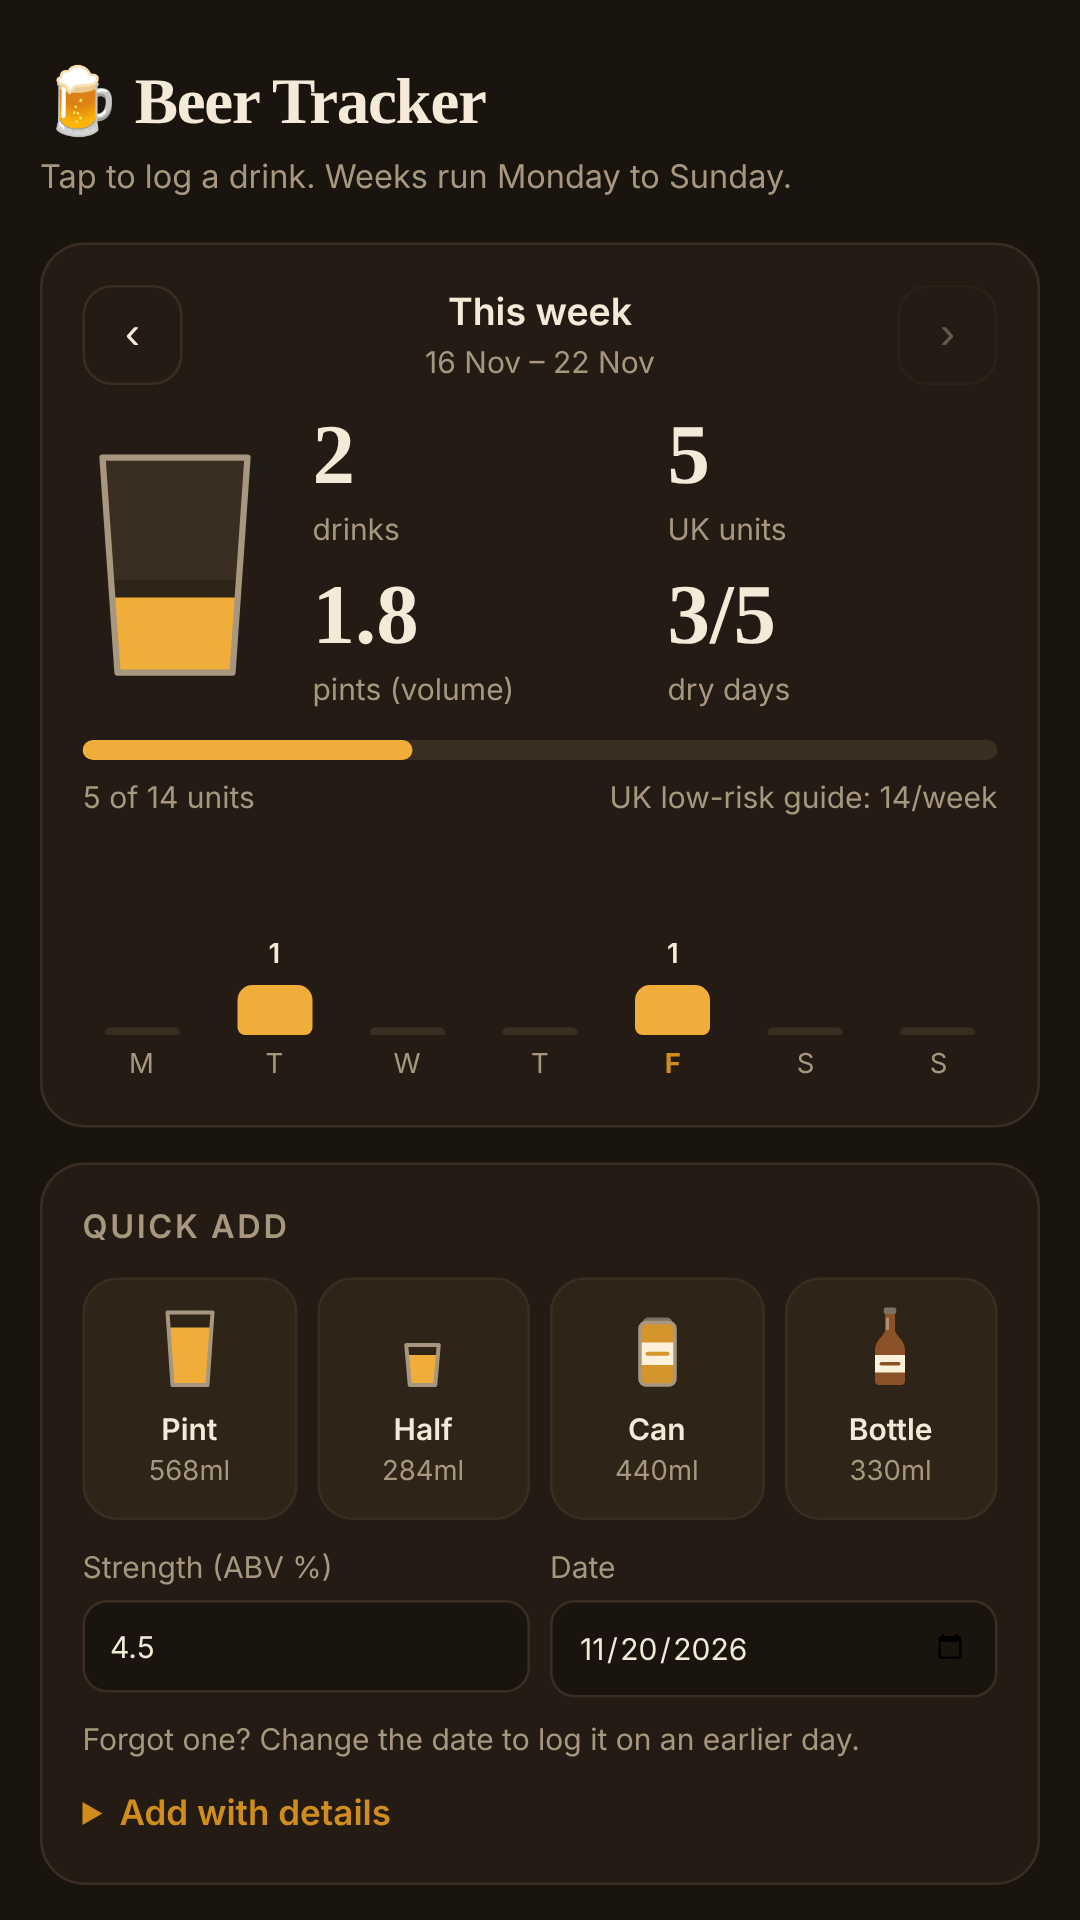 Beer Tracker
Tap to log a drink. Weeks run Monday to Sunday.
‹
This week
›
16 Nov – 22 Nov
2
5
drinks
UK units
1.8
3/5
pints (volume)
dry days
5 of 14 units
UK low-risk guide: 14/week
1
1
M T W T F S S
QUICK ADD
Pint
Half
Can
Bottle
568ml
284ml
440ml
330ml
Strength (ABV %)
Date
4.5
11/20/2026
Forgot one? Change the date to log it on an earlier day.
Add with details